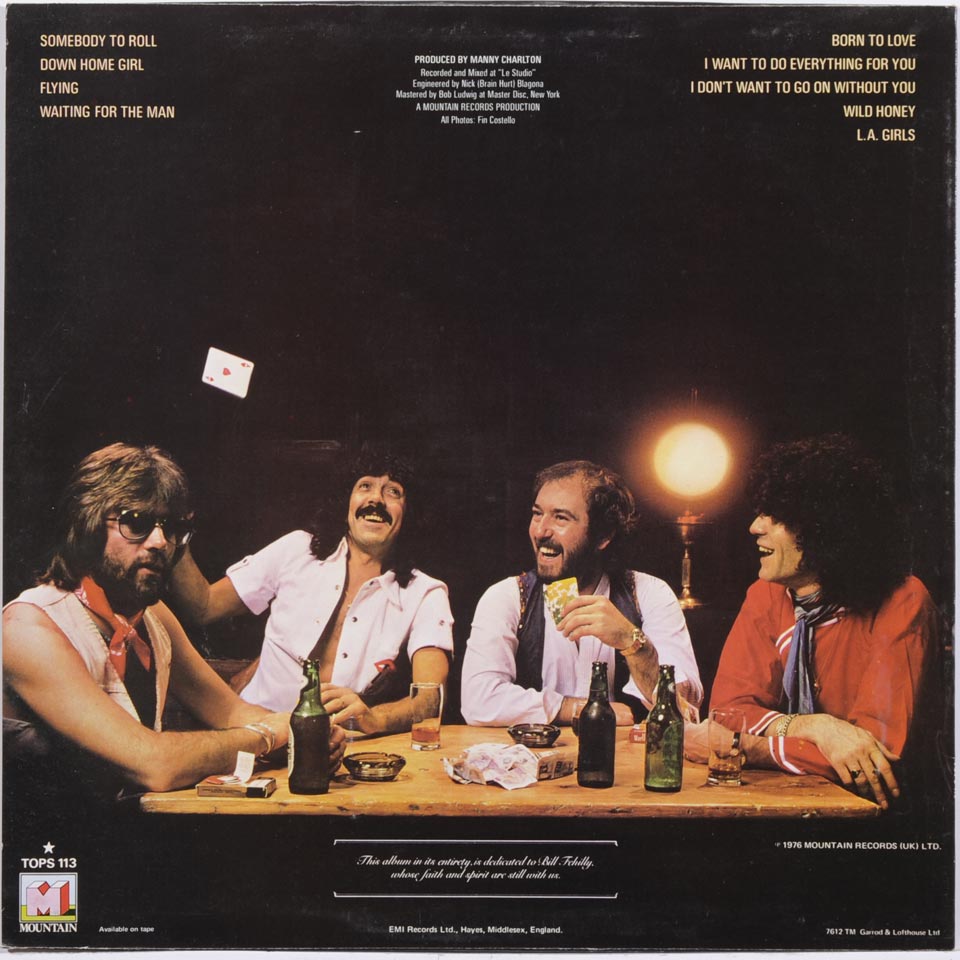 SOMEBODY TO ROLL
DOWN HOME GIRL
FLYING
WAITING FOR THE MAN
PRODUCED BY MANNY CHARLTON
Recorded and Mixed at "Le Studio"
Engineered by Nick (Brain Hurt) Blagona
Mastered by Bob Ludwig at Master Disc, New York
A MOUNTAIN RECORDS PRODUCTION
All Photos: Fin Costello
BORN TO LOVE
I WANT TO DO EVERYTHING FOR YOU
I DON'T WANT TO GO ON WITHOUT YOU
WILD HONEY
L.A. GIRLS
TOPS 113
M
MOUNTAIN
Available on tape
This album in its entirety, is dedicated to Bill Fehilly,
whose faith and spirit are still with us.
EMI Records Ltd., Hayes, Middlesex, England.
℗ 1976 MOUNTAIN RECORDS (UK) LTD.
7612 TM Garrod & Lofthouse Ltd